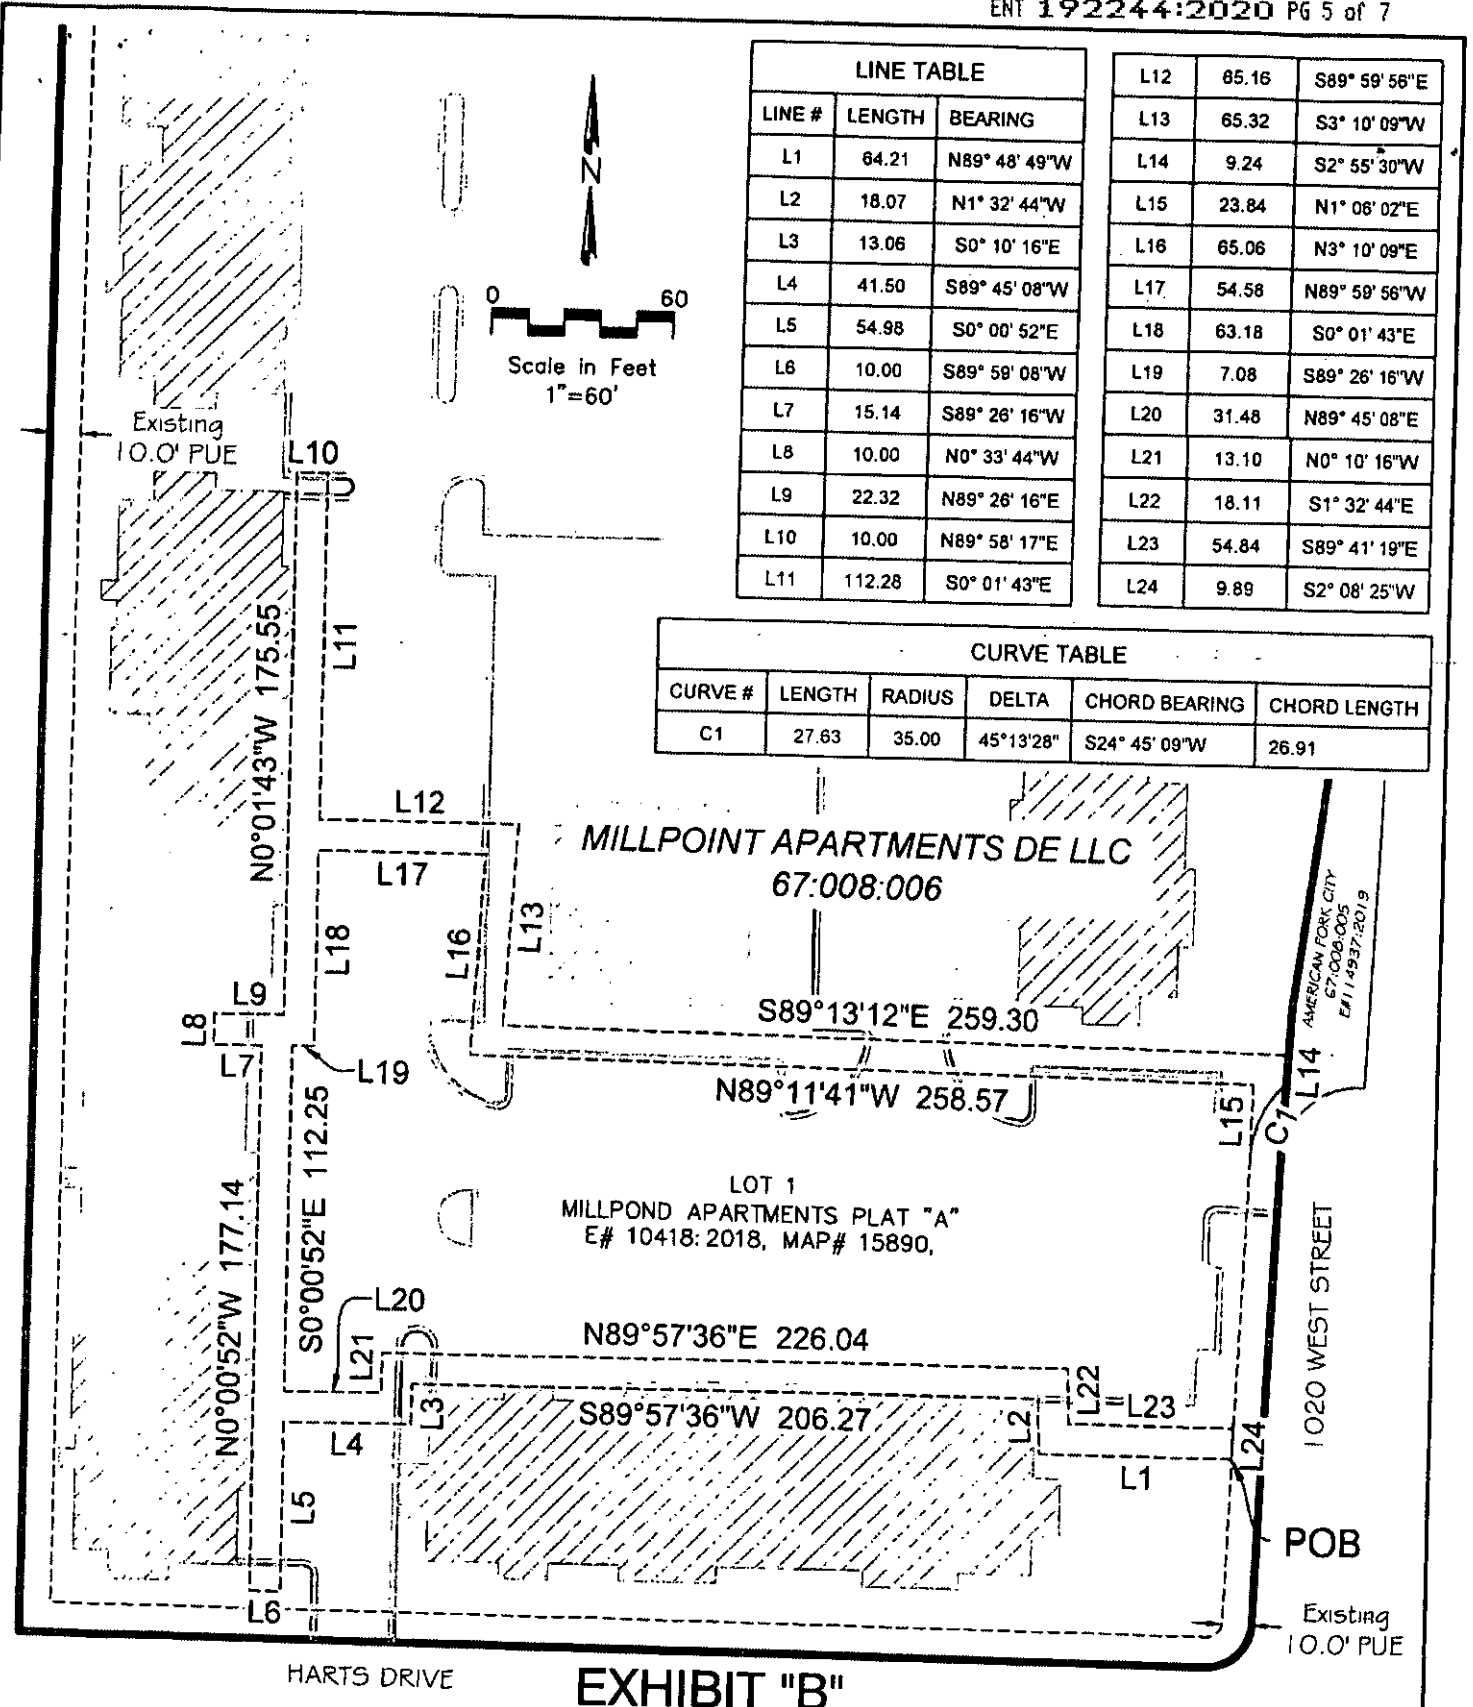 ENT 192244:2020 PG 5 of 7
LINE TABLE
LINE # LENGTH BEARING
L1 64.21 N89° 48' 49"W
L2 18.07 N1° 32' 44"W
L3 13.06 S0° 10' 16"E
L4 41.50 S89° 45' 08"W
L5 54.98 S0° 00' 52"E
L6 10.00 S89° 59' 08"W
L7 15.14 S89° 26' 16"W
L8 10.00 N0° 33' 44"W
L9 22.32 N89° 26' 16"E
L10 10.00 N89° 58' 17"E
L11 112.28 S0° 01' 43"E
L12 65.16 S89° 59' 56"E
L13 65.32 S3° 10' 09"W
L14 9.24 S2° 55' 30"W
L15 23.84 N1° 06' 02"E
L16 65.06 N3° 10' 09"E
L17 54.58 N89° 59' 56"W
L18 63.18 S0° 01' 43"E
L19 7.08 S89° 26' 16"W
L20 31.48 N89° 45' 08"E
L21 13.10 N0° 10' 16"W
L22 18.11 S1° 32' 44"E
L23 54.84 S89° 41' 19"E
L24 9.89 S2° 08' 25"W
CURVE TABLE
CURVE # LENGTH RADIUS DELTA CHORD BEARING CHORD LENGTH
C1 27.63 35.00 45°13'28" S24° 45' 09"W 26.91
N
0 60
Scale in Feet
1"=60'
Existing
10.0' PUE
L10
N0°01'43"W 175.55
L11
L12
MILLPOINT APARTMENTS DE LLC
67:008:006
L17
L18
L16
L13
AMERICAN FORK CITY
67:008:005
E#114937:2019
L9
L8
L7
L19
S89°13'12"E 259.30
N89°11'41"W 258.57
L14
L15
C1
N0°00'52"W 177.14
S0°00'52"E 112.25
LOT 1
MILLPOND APARTMENTS PLAT "A"
E# 10418:2018, MAP# 15890,
1020 WEST STREET
L20
L21
N89°57'36"E 226.04
L22
L23
L3
S89°57'36"W 206.27
L2
L4
L24
L1
L5
POB
L6
Existing
10.0' PUE
HARTS DRIVE
EXHIBIT "B"